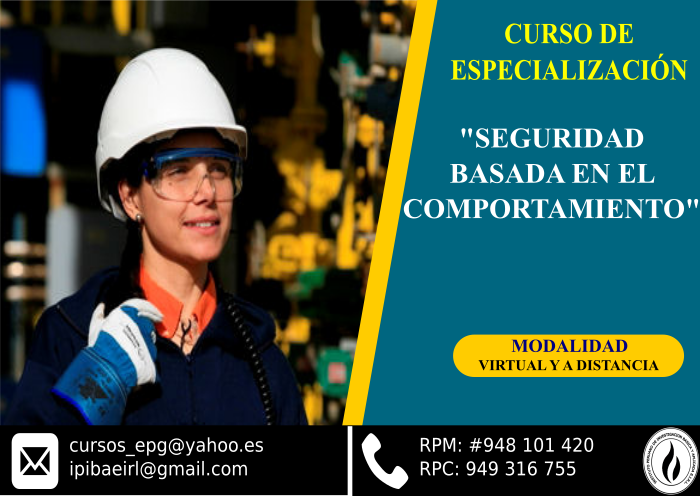 CURSO DE
ESPECIALIZACIÓN
"SEGURIDAD
BASADA EN EL
COMPORTAMIENTO"
MODALIDAD
VIRTUAL Y A DISTANCIA
cursos_epg@yahoo.es
ipibaeirl@gmail.com
RPM: #948 101 420
RPC: 949 316 755